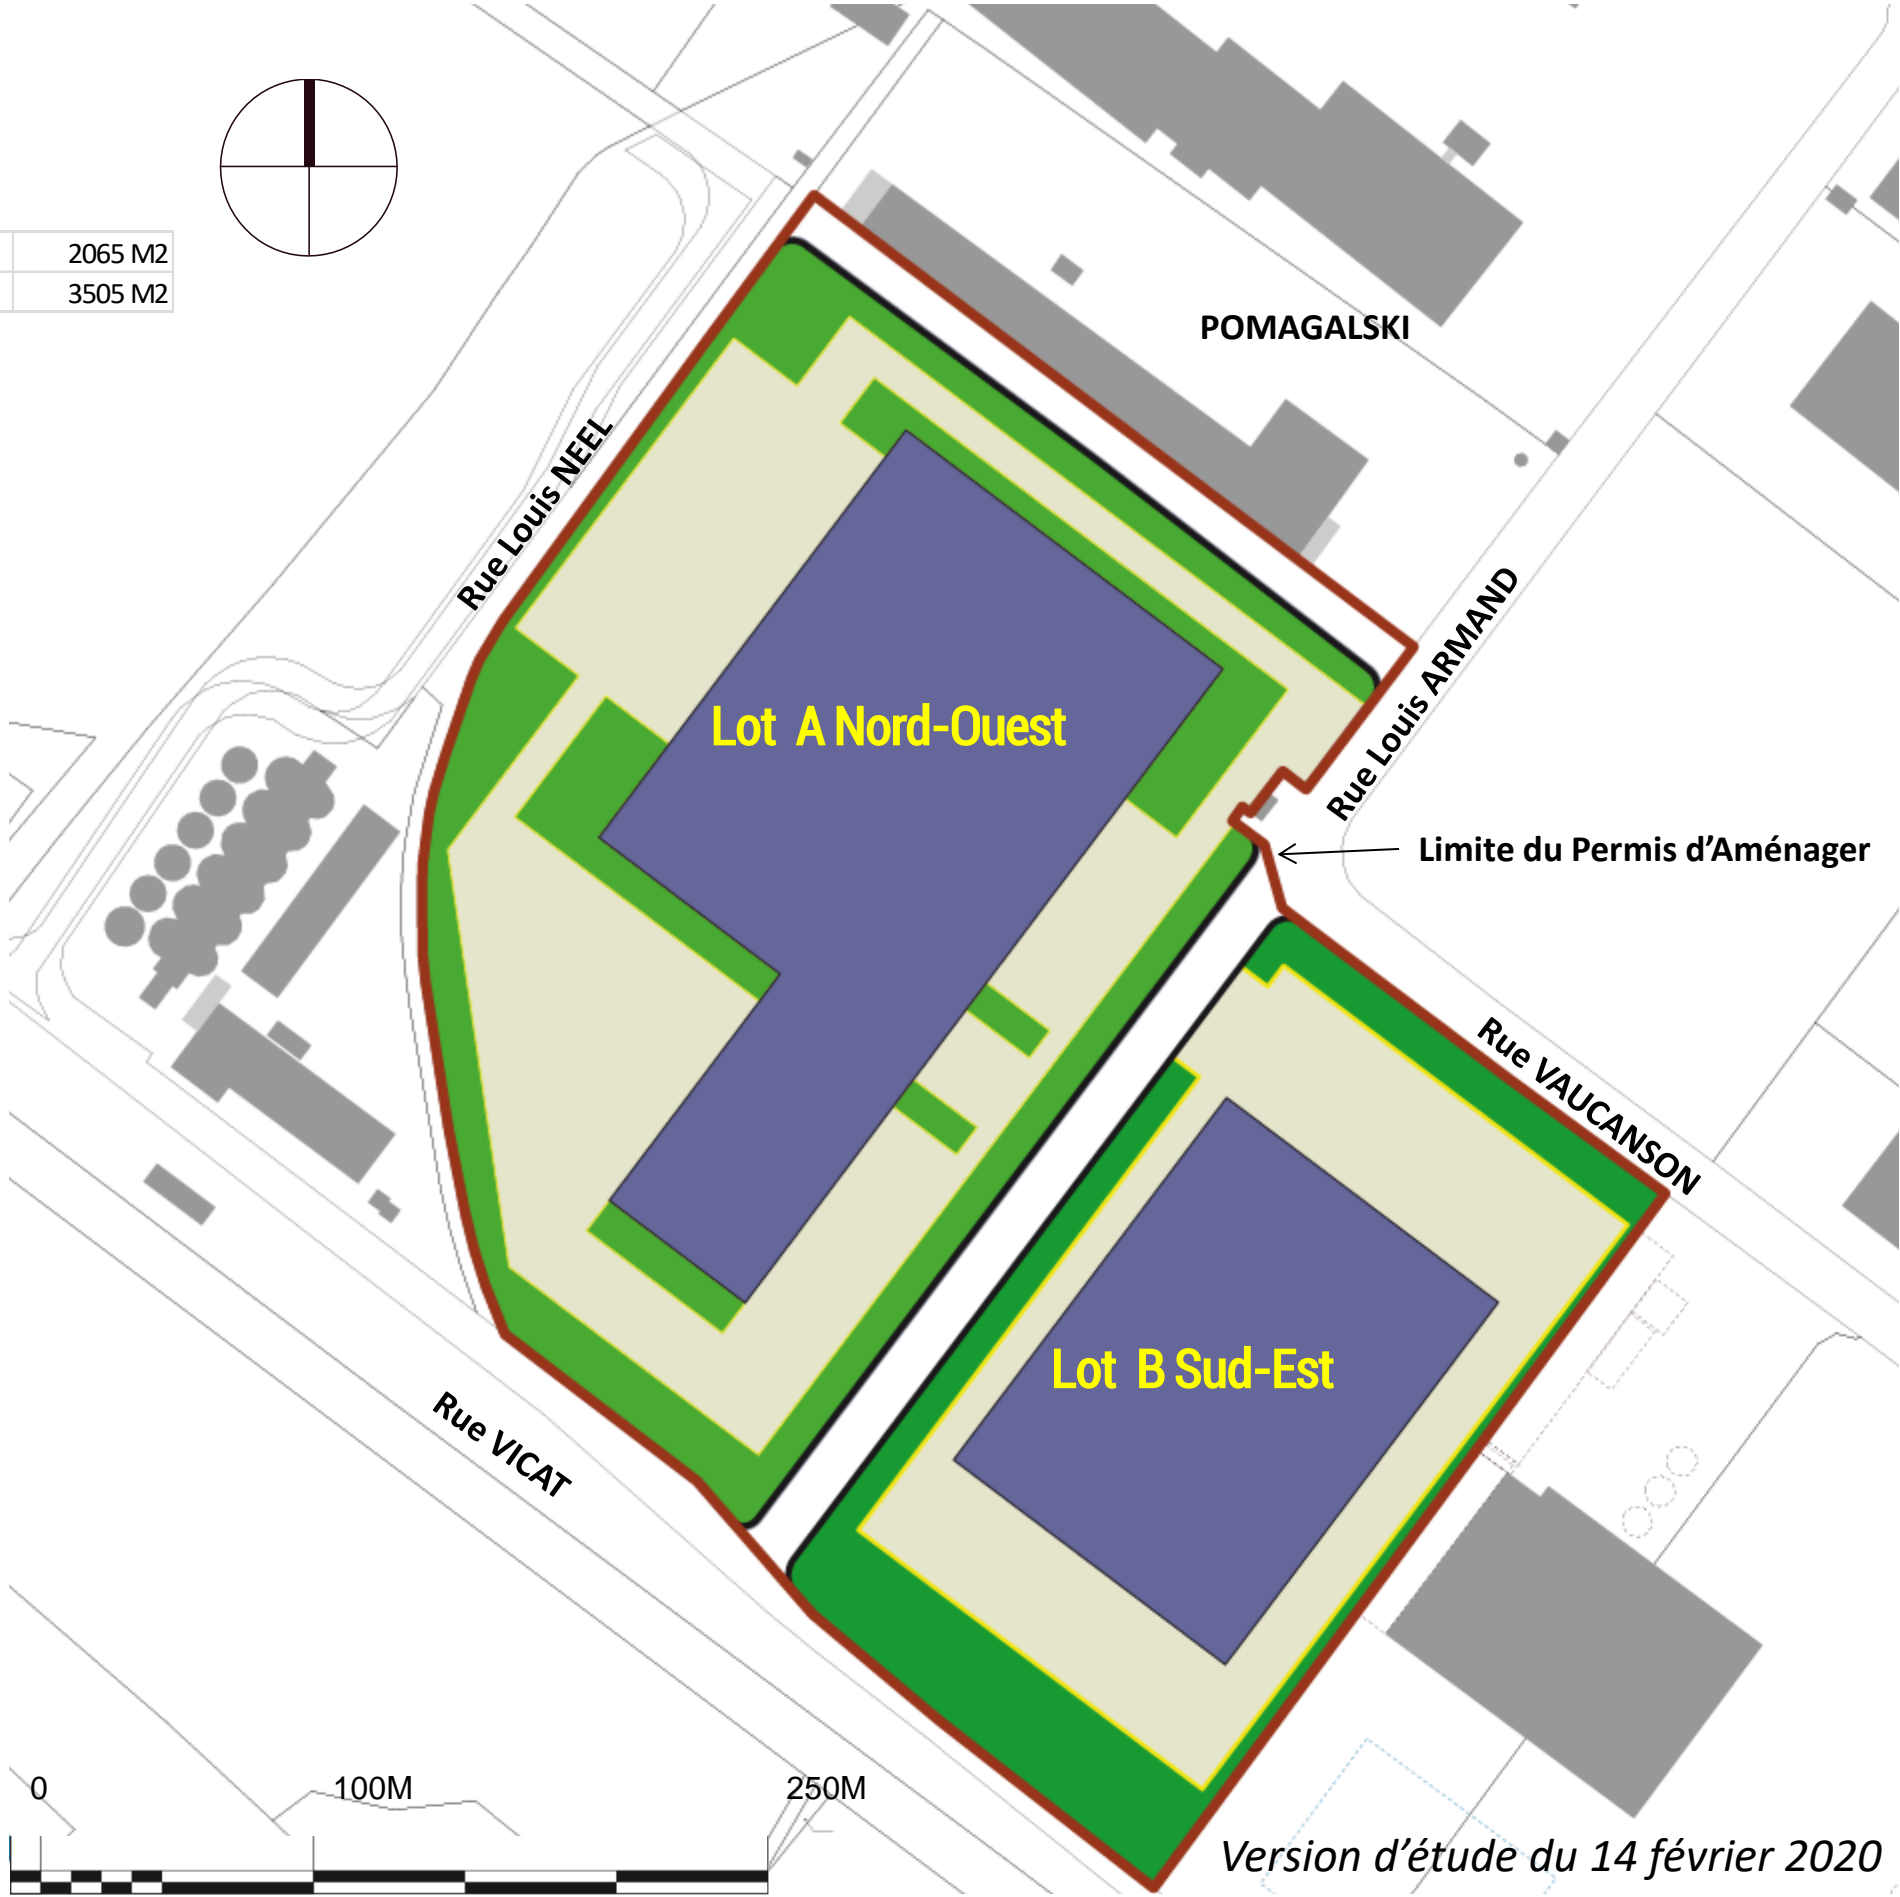 2065 M2
3505 M2
POMAGALSKI
Rue Louis NEEL
Rue Louis ARMAND
Lot A Nord-Ouest
Limite du Permis d’Aménager
Rue VAUCANSON
Lot B Sud-Est
Rue VICAT
0 100M 250M
Version d’étude du 14 février 2020